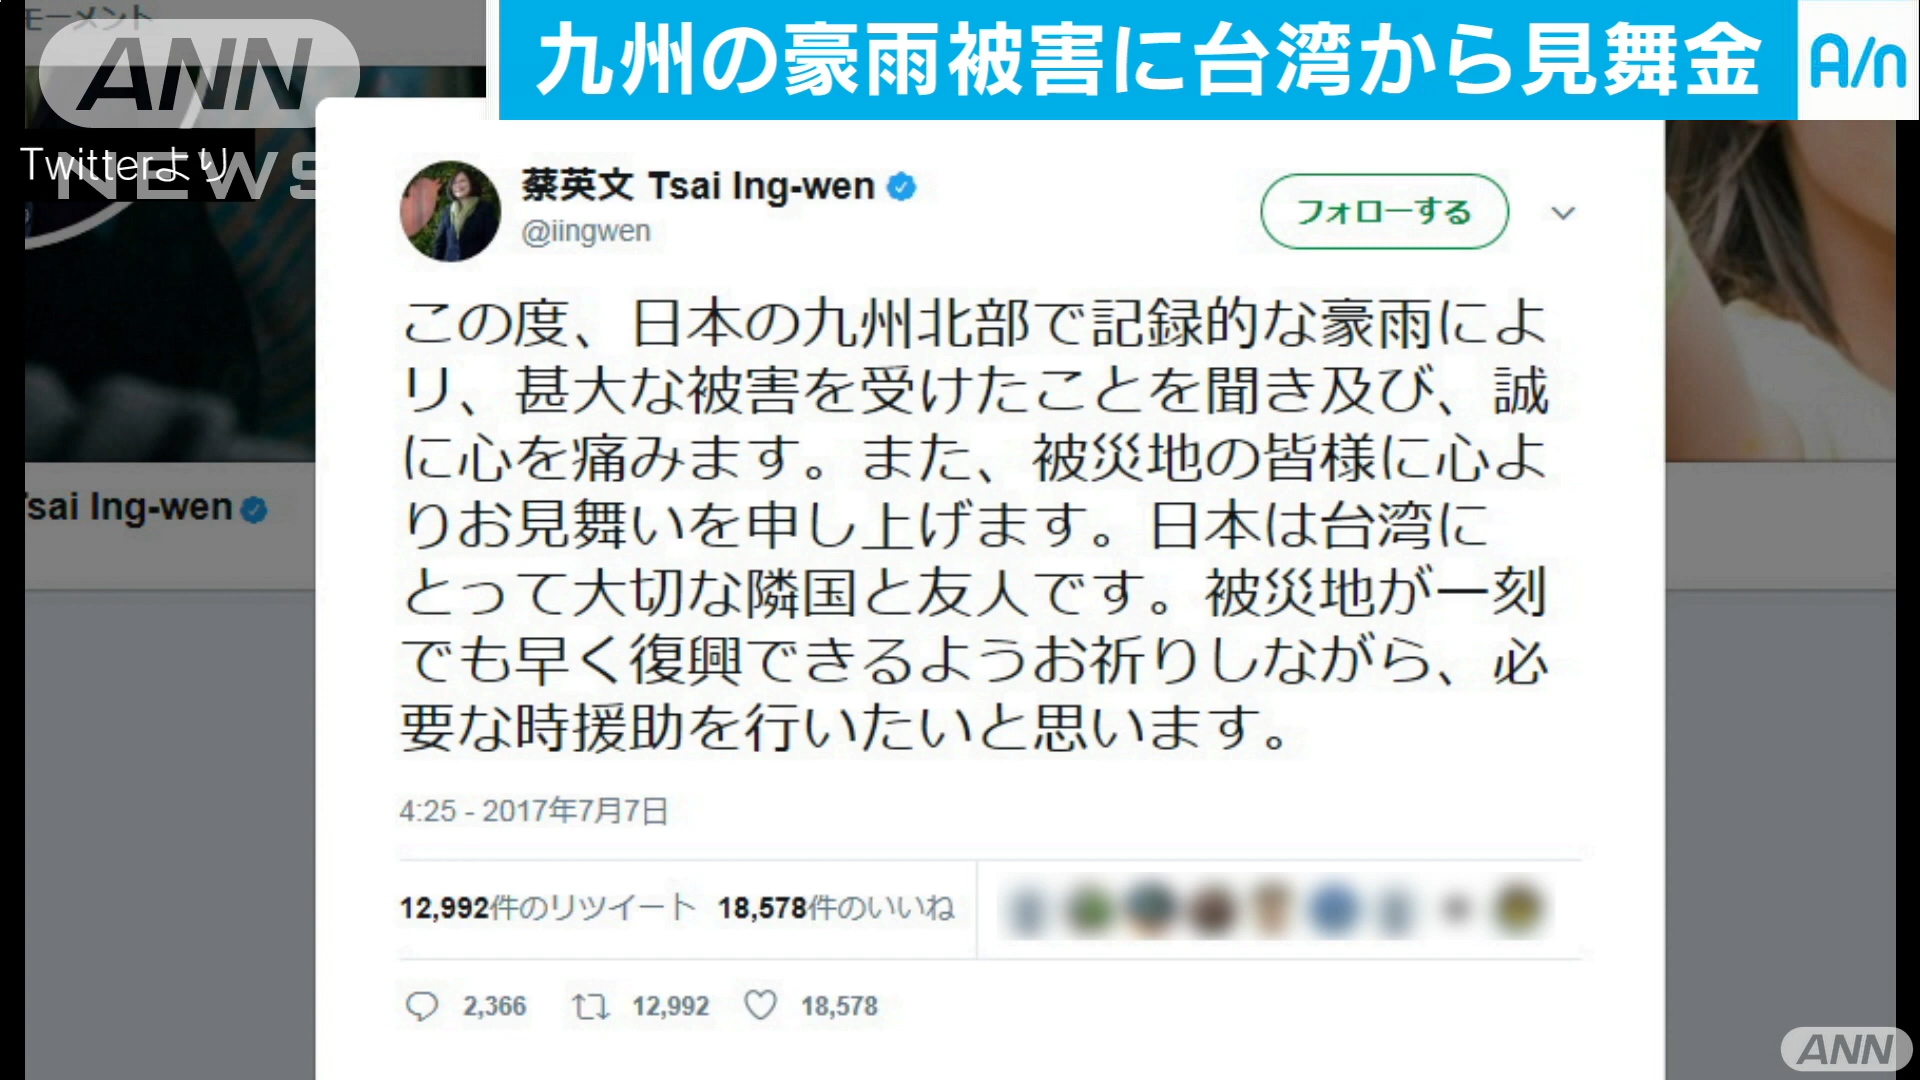 モーメント
ANN
NEWS
Twitterより
九州の豪雨被害に台湾から見舞金
A/n
蔡英文 Tsai Ing-wen
@iingwen
フォローする
この度、日本の九州北部で記録的な豪雨によ
り、甚大な被害を受けたことを聞き及び、誠
に心を痛みます。また、被災地の皆様に心よ
りお見舞いを申し上げます。日本は台湾に
とって大切な隣国と友人です。被災地が一刻
でも早く復興できるようお祈りしながら、必
要な時援助を行いたいと思います。
Tsai Ing-wen
4:25 - 2017年7月7日
12,992件のリツイート 18,578件のいいね
2,366 12,992 18,578
ANN